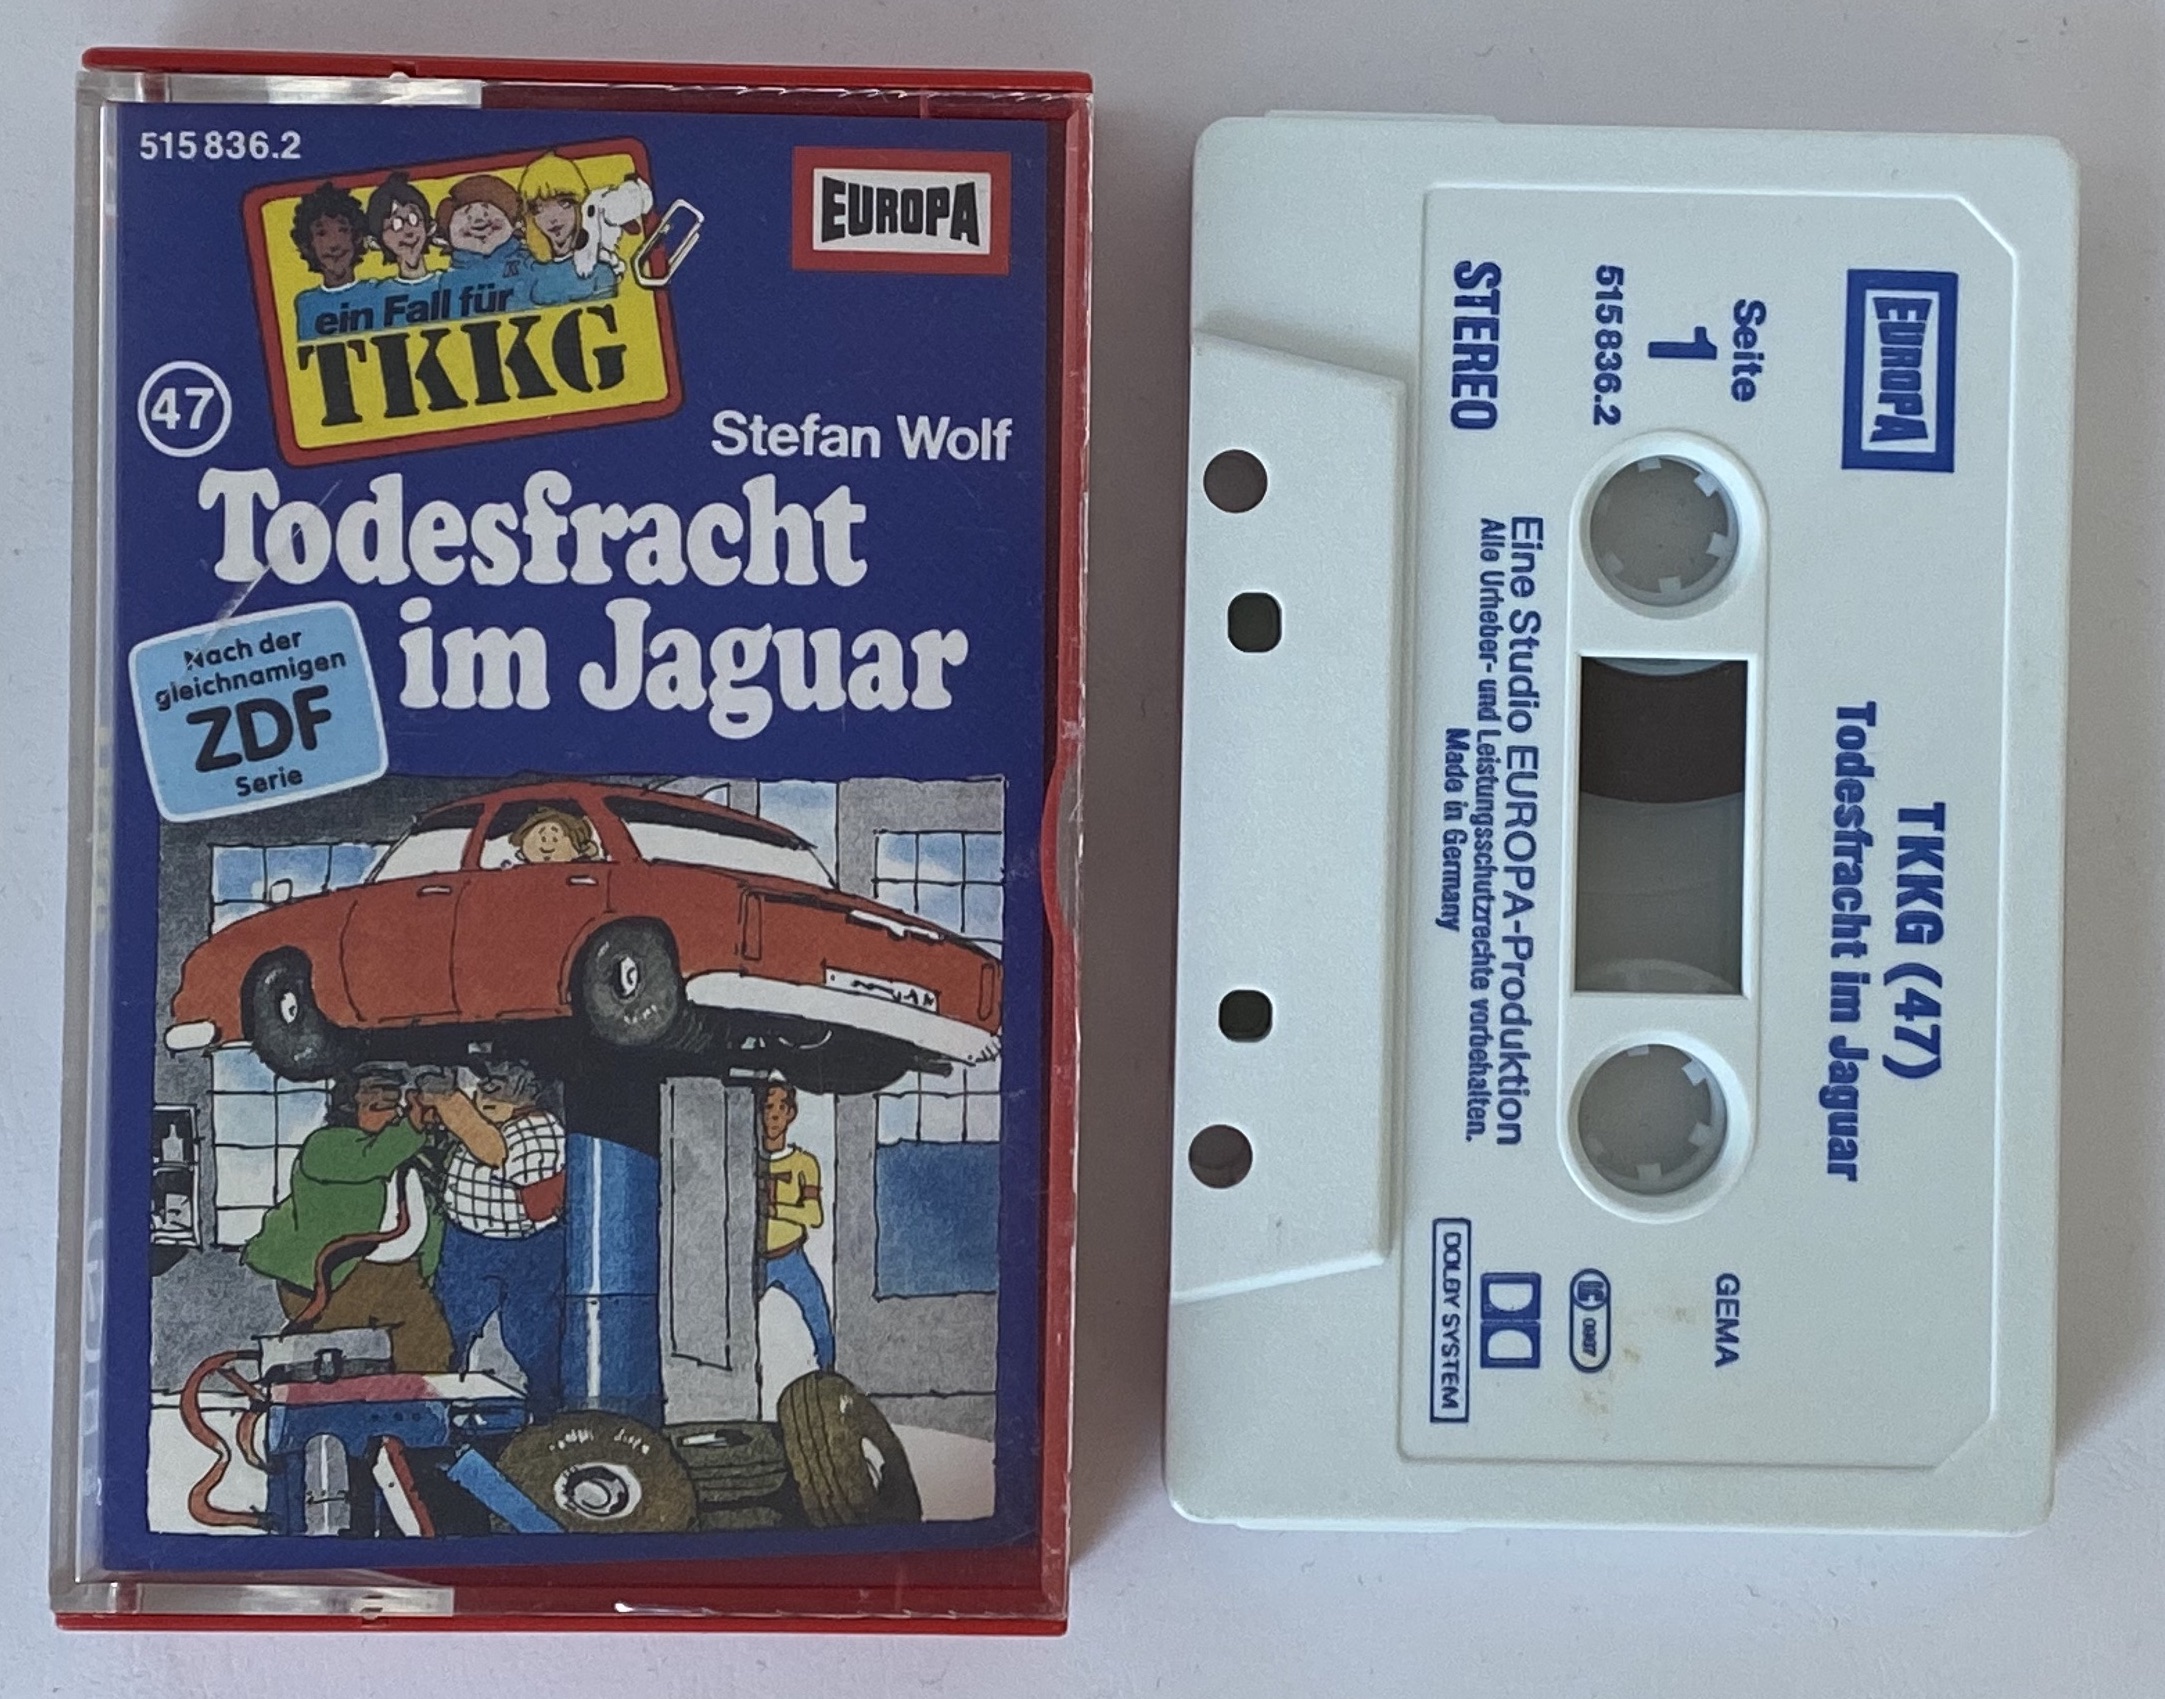 515 836.2
EUROPA
ein Fall für
TKKG
47
Stefan Wolf
Todesfracht
im Jaguar
Nach der
gleichnamigen
ZDF
Serie
EUROPA
TKKG (47)
Todesfracht im Jaguar
Seite
1
515 836.2
STEREO
GEMA
DOLBY SYSTEM
Eine Studio EUROPA-Produktion
Alle Urheber- und Leistungsschutzrechte vorbehalten.
Made in Germany